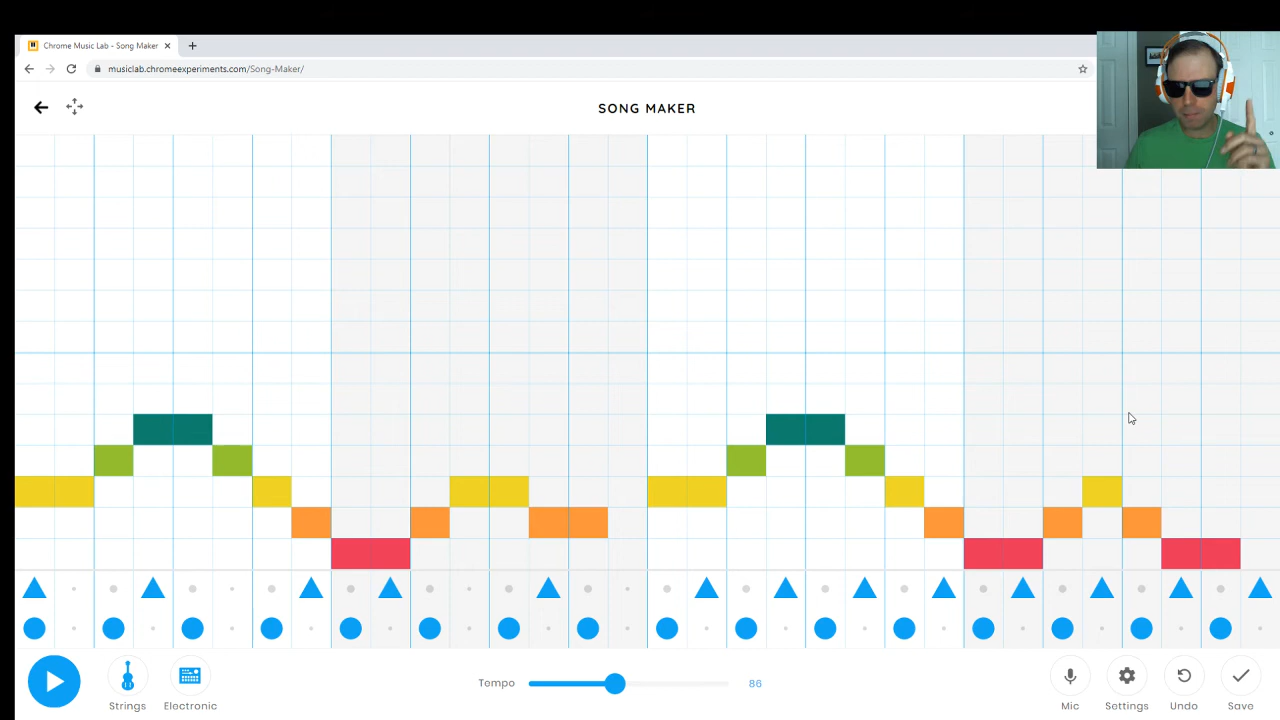 Chrome Music Lab - Song Maker
musiclab.chromeexperiments.com/Song-Maker/
SONG MAKER
Tempo
86
Strings
Electronic
Mic
Settings
Undo
Save